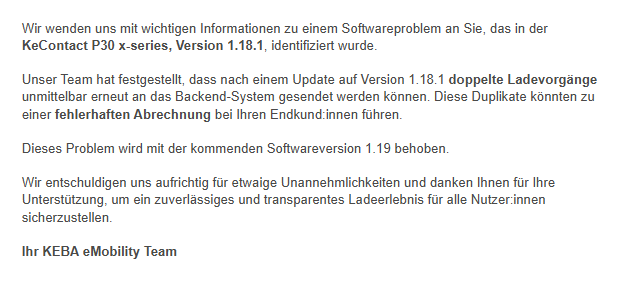 Wir wenden uns mit wichtigen Informationen zu einem Softwareproblem an Sie, das in der
KeContact P30 x-series, Version 1.18.1, identifiziert wurde.
Unser Team hat festgestellt, dass nach einem Update auf Version 1.18.1 doppelte Ladevorgänge
unmittelbar erneut an das Backend-System gesendet werden können. Diese Duplikate könnten zu
einer fehlerhaften Abrechnung bei Ihren Endkund:innen führen.
Dieses Problem wird mit der kommenden Softwareversion 1.19 behoben.
Wir entschuldigen uns aufrichtig für etwaige Unannehmlichkeiten und danken Ihnen für Ihre
Unterstützung, um ein zuverlässiges und transparentes Ladeerlebnis für alle Nutzer:innen
sicherzustellen.
Ihr KEBA eMobility Team